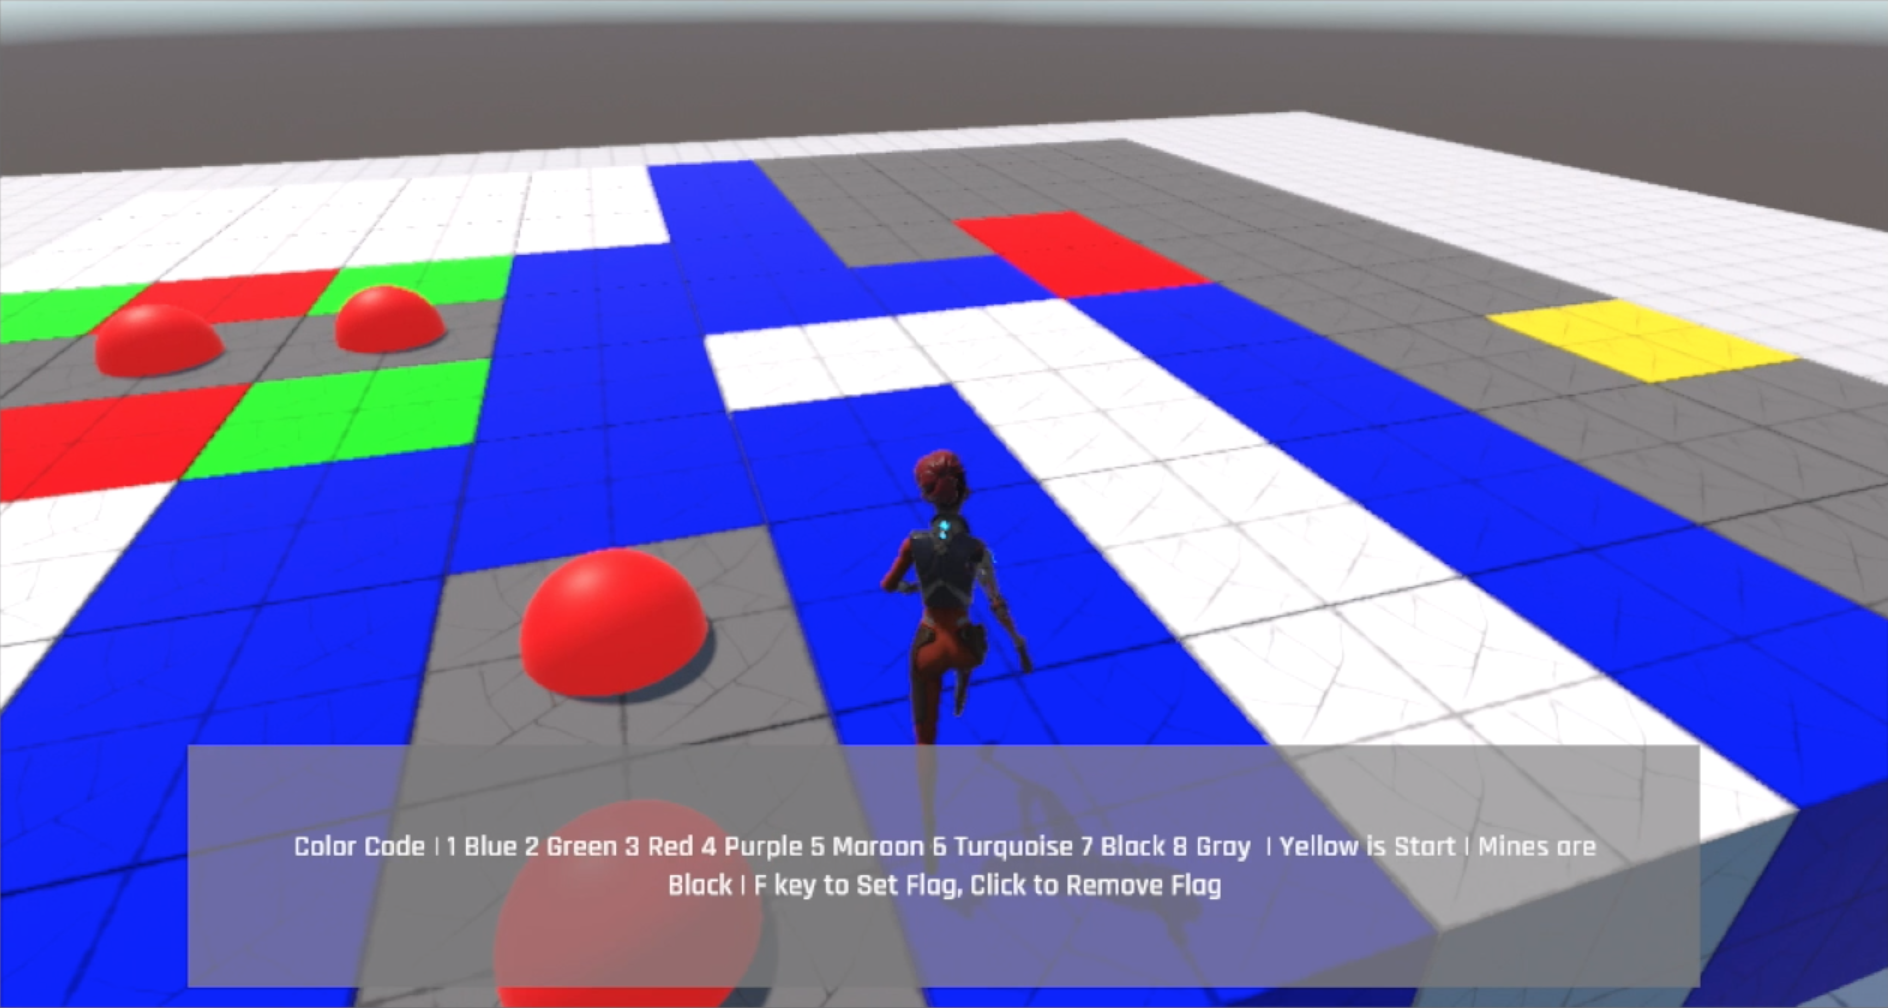 Color Code | 1 Blue 2 Green 3 Red 4 Purple 5 Maroon 6 Turquoise 7 Black 8 Gray | Yellow is Start | Mines are
Black | F key to Set Flag, Click to Remove Flag